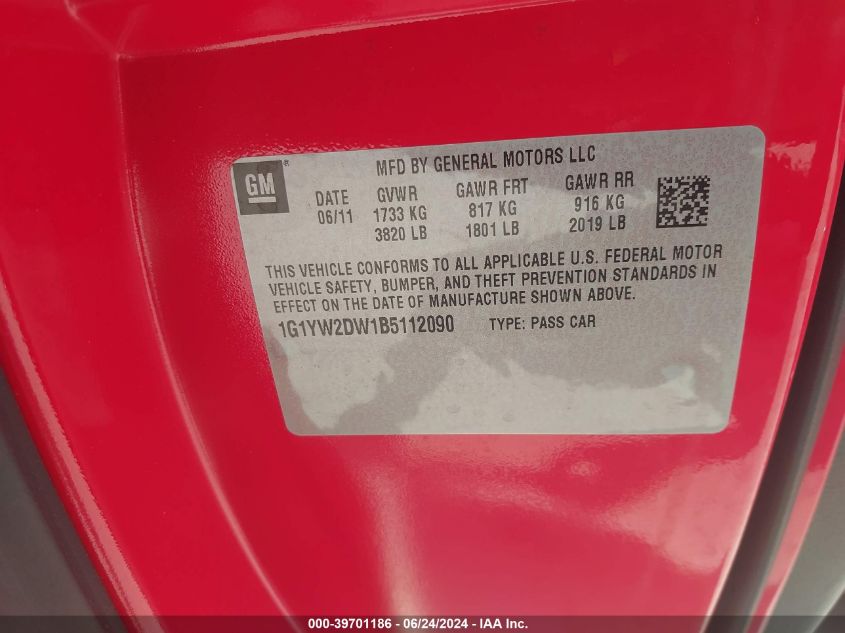 GM®
MFD BY GENERAL MOTORS LLC
DATE GVWR GAWR FRT GAWR RR
06/11 1733 KG 817 KG 916 KG
3820 LB 1801 LB 2019 LB
THIS VEHICLE CONFORMS TO ALL APPLICABLE U.S. FEDERAL MOTOR
VEHICLE SAFETY, BUMPER, AND THEFT PREVENTION STANDARDS IN
EFFECT ON THE DATE OF MANUFACTURE SHOWN ABOVE.
1G1YW2DW1B5112090 TYPE: PASS CAR
000-39701186 - 06/24/2024 - IAA Inc.